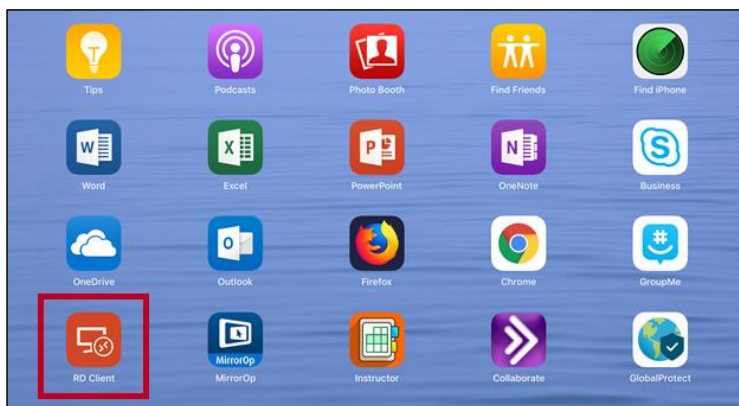 Tips
Podcasts
Photo Booth
Find Friends
Find iPhone
W
X
P
N
S
Word
Excel
PowerPoint
OneNote
Business
O
#
OneDrive
Outlook
Firefox
Chrome
GroupMe
MirrorOp
RD Client
MirrorOp
Instructor
Collaborate
GlobalProtect